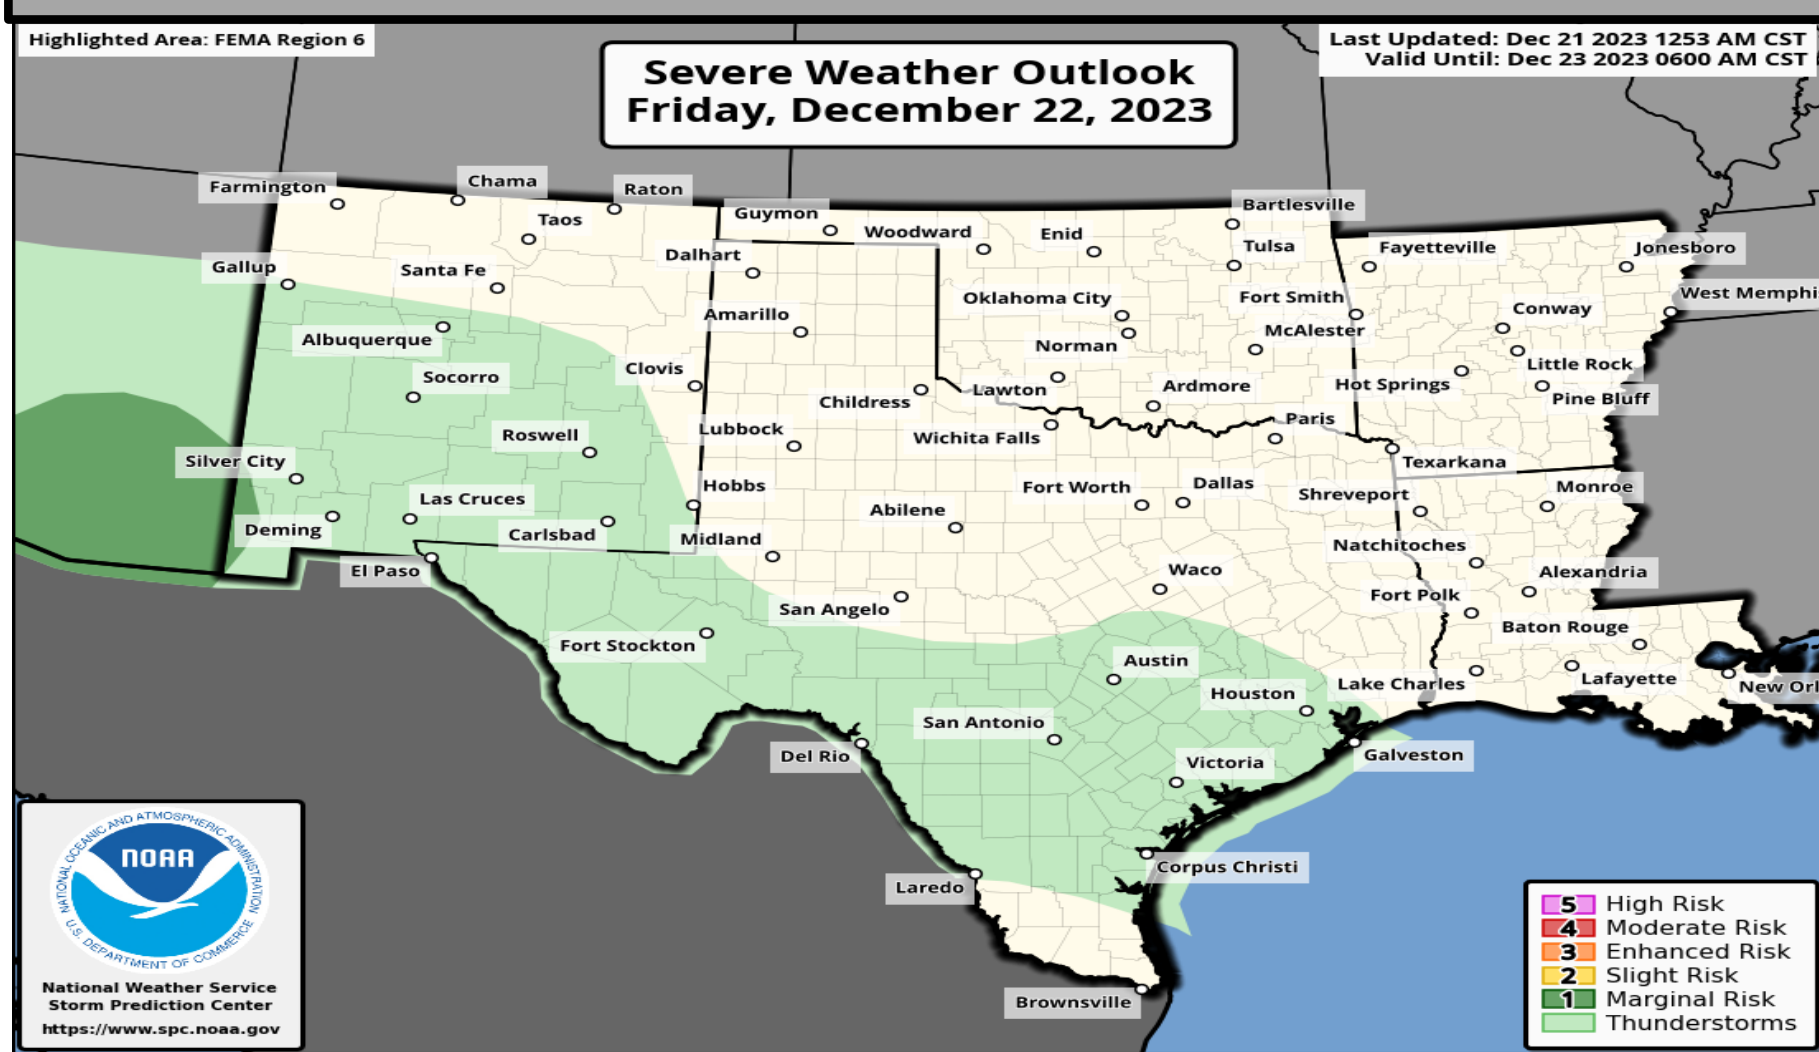 Highlighted Area: FEMA Region 6
Last Updated: Dec 21 2023 1253 AM CST
Valid Until: Dec 23 2023 0600 AM CST
Severe Weather Outlook
Friday, December 22, 2023
Farmington
Chama
Raton
Taos
Guymon
Woodward
Enid
Bartlesville
Tulsa
Fayetteville
Jonesboro
Gallup
Santa Fe
Dalhart
Amarillo
Oklahoma City
Fort Smith
Conway
West Memphi
Albuquerque
Norman
McAlester
Little Rock
Socorro
Clovis
Childress
Lawton
Ardmore
Hot Springs
Pine Bluff
Roswell
Lubbock
Wichita Falls
Paris
Texarkana
Silver City
Hobbs
Fort Worth
Dallas
Shreveport
Monroe
Las Cruces
Abilene
Deming
Carlsbad
Midland
Natchitoches
El Paso
Waco
Alexandria
San Angelo
Fort Polk
Baton Rouge
Fort Stockton
Austin
Houston
Lake Charles
Lafayette
New Orl
San Antonio
Del Rio
Victoria
Galveston
Corpus Christi
Laredo
Brownsville
NATIONAL OCEANIC AND ATMOSPHERIC ADMINISTRATION
NOAA
U.S. DEPARTMENT OF COMMERCE
National Weather Service
Storm Prediction Center
https://www.spc.noaa.gov
5 High Risk
4 Moderate Risk
3 Enhanced Risk
2 Slight Risk
1 Marginal Risk
Thunderstorms